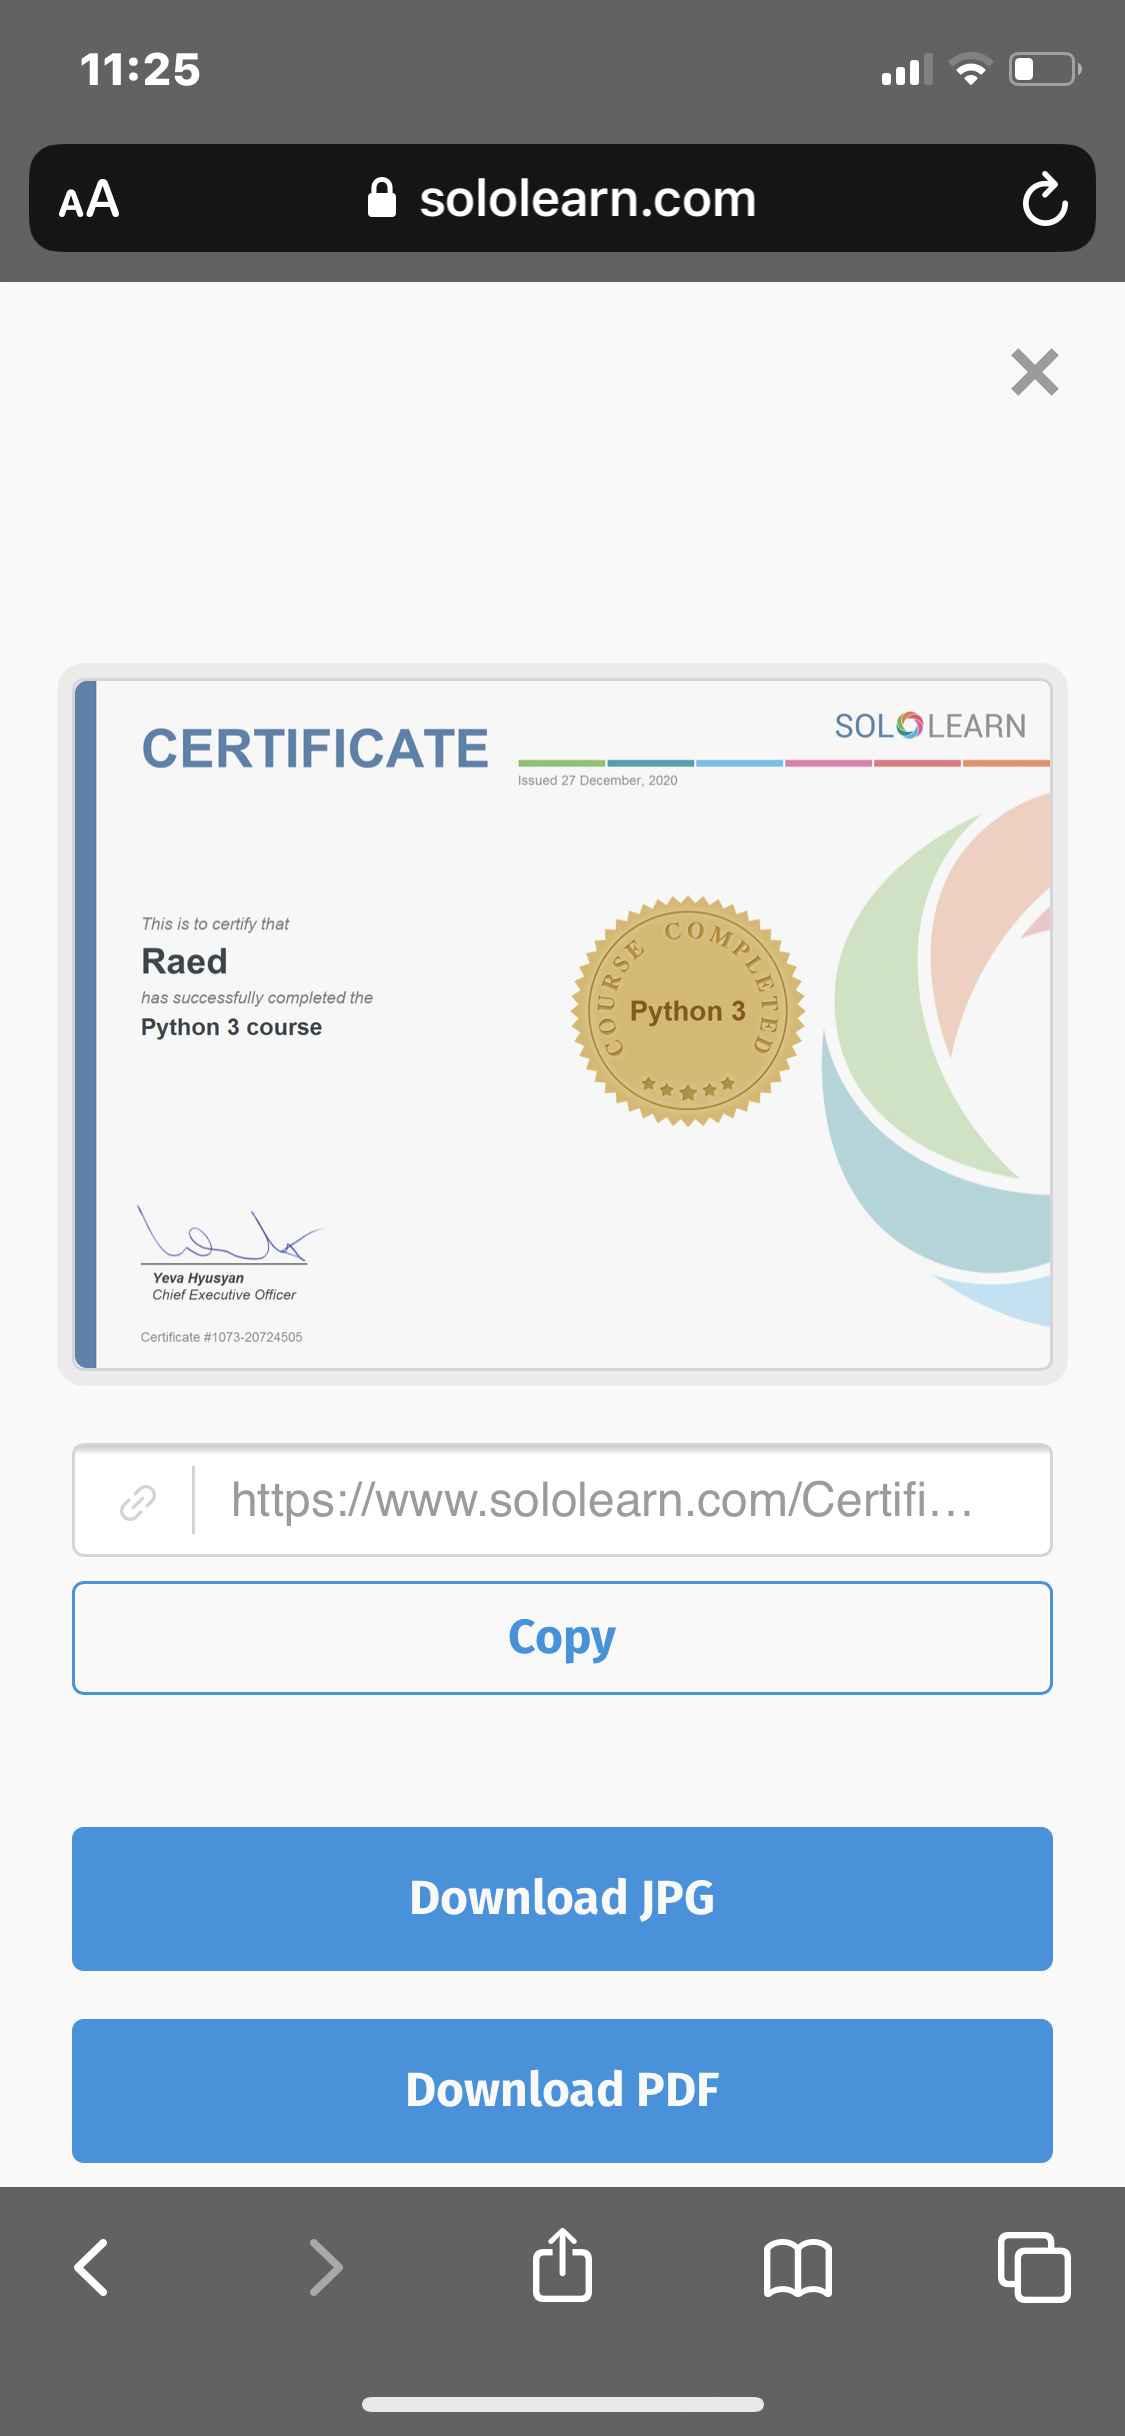 11:25
AA
sololearn.com
CERTIFICATE
SOLOLEARN
Issued 27 December, 2020
This is to certify that
Raed
has successfully completed the
Python 3 course
COURSE COMPLETED
Python 3
Yeva Hyusyan
Chief Executive Officer
Certificate #1073-20724505
https://www.sololearn.com/Certifi...
Copy
Download JPG
Download PDF